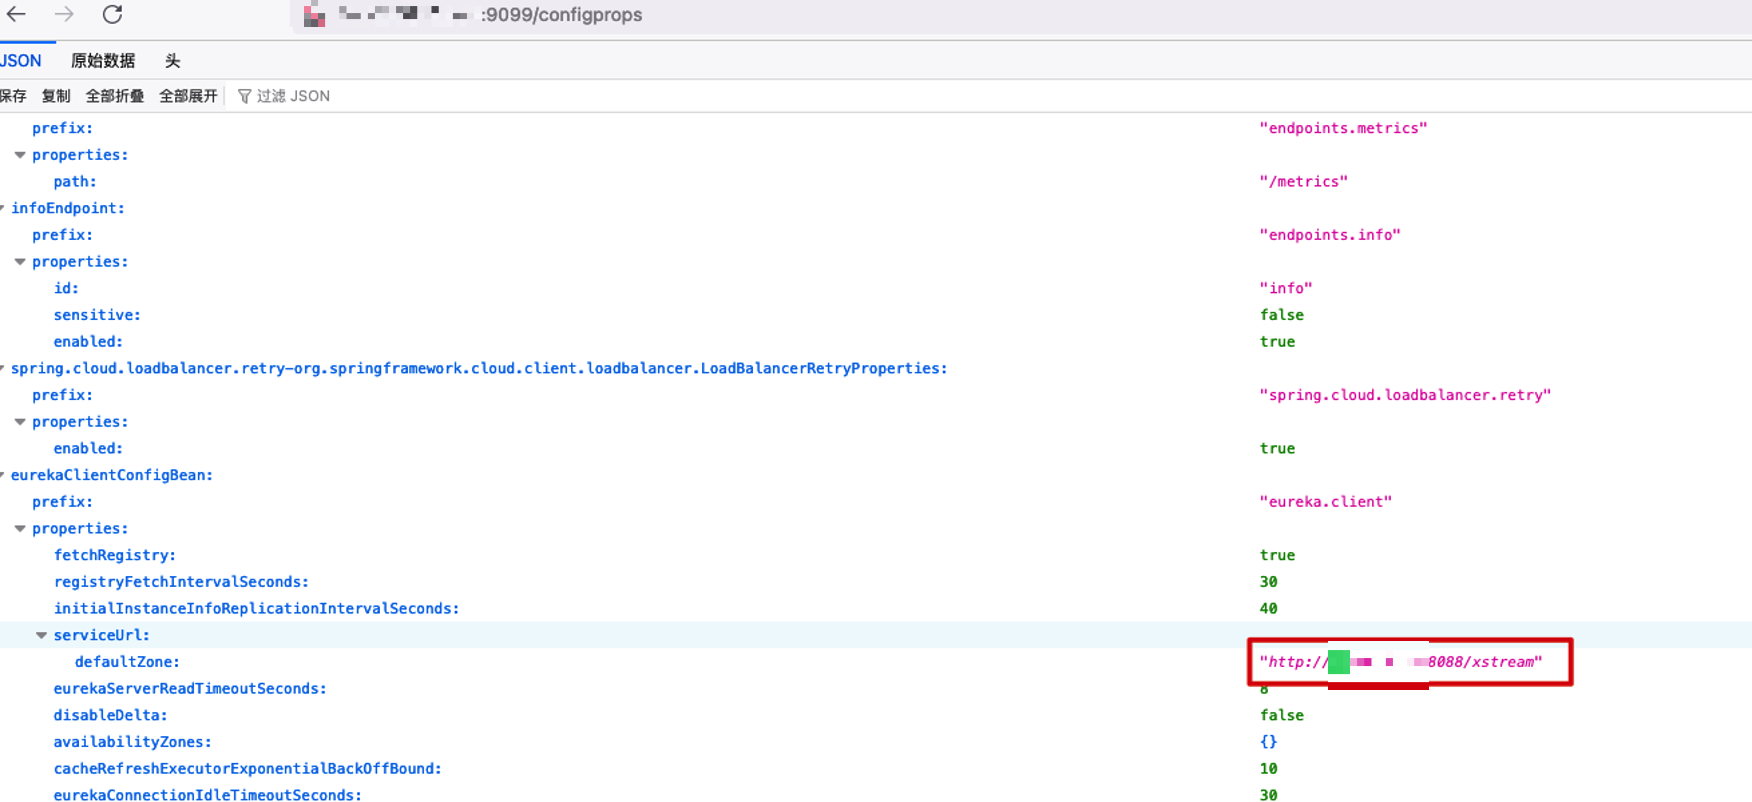 :9099/configprops
JSON 原始数据 头
保存 复制 全部折叠 全部展开 过滤 JSON
prefix: "endpoints.metrics"
properties:
path: "/metrics"
infoEndpoint:
prefix: "endpoints.info"
properties:
id: "info"
sensitive: false
enabled: true
spring.cloud.loadbalancer.retry-org.springframework.cloud.client.loadbalancer.LoadBalancerRetryProperties:
prefix: "spring.cloud.loadbalancer.retry"
properties:
enabled: true
eurekaClientConfigBean:
prefix: "eureka.client"
properties:
fetchRegistry: true
registryFetchIntervalSeconds: 30
initialInstanceInfoReplicationIntervalSeconds: 40
serviceUrl:
defaultZone: "http:// 8088/xstream"
eurekaServerReadTimeoutSeconds: 8
disableDelta: false
availabilityZones: {}
cacheRefreshExecutorExponentialBackOffBound: 10
eurekaConnectionIdleTimeoutSeconds: 30